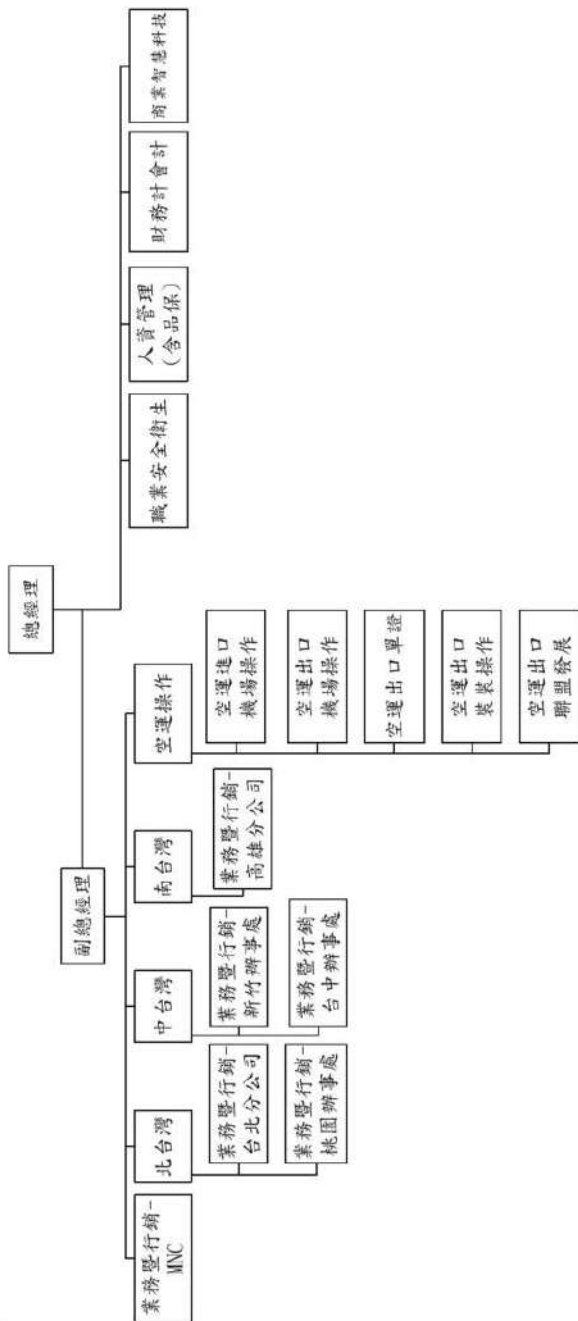 總經理
副總經理
業務暨行銷-
MNC
北台灣
中台灣
南台灣
空運操作
職業安全衛生
人資管理
(含品保)
財務計會計
商業智慧科技
業務暨行銷-
台北分公司
業務暨行銷-
桃園辦事處
業務暨行銷-
新竹辦事處
業務暨行銷-
台中辦事處
業務暨行銷-
高雄分公司
空運進口
機場操作
空運出口
機場操作
空運出口單證
空運出口
裝裝操作
空運出口
聯盟發展